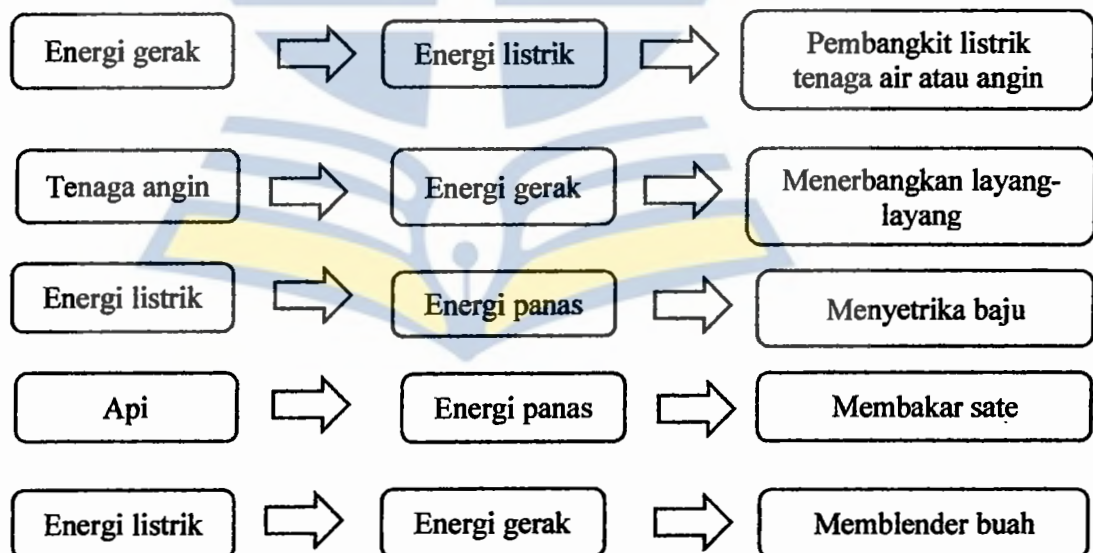 Energi gerak Energi listrik Pembangkit listrik
tenaga air atau angin
Tenaga angin Energi gerak Menerbangkan layang-
layang
Energi listrik Energi panas Menyetrika baju
Api Energi panas Membakar sate
Energi listrik Energi gerak Memblender buah